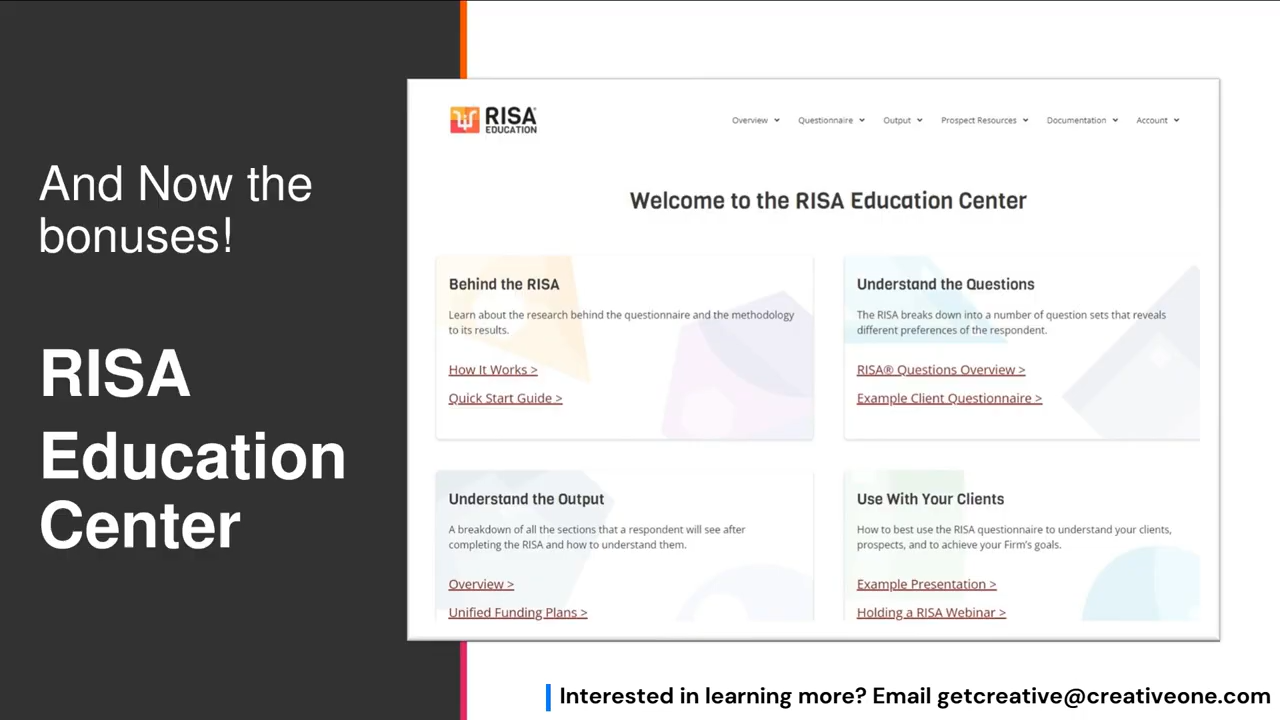 And Now the
bonuses!
RISA
Education
Center
RISA®
EDUCATION
Overview
Questionnaire
Output
Prospect Resources
Documentation
Account
Welcome to the RISA Education Center
Behind the RISA
Learn about the research behind the questionnaire and the methodology
to its results.
How It Works >
Quick Start Guide >
Understand the Questions
The RISA breaks down into a number of question sets that reveals
different preferences of the respondent.
RISA® Questions Overview >
Example Client Questionnaire >
Understand the Output
A breakdown of all the sections that a respondent will see after
completing the RISA and how to understand them.
Overview >
Unified Funding Plans >
Use With Your Clients
How to best use the RISA questionnaire to understand your clients,
prospects, and to achieve your Firm's goals.
Example Presentation >
Holding a RISA Webinar >
Interested in learning more? Email getcreative@creativeone.com